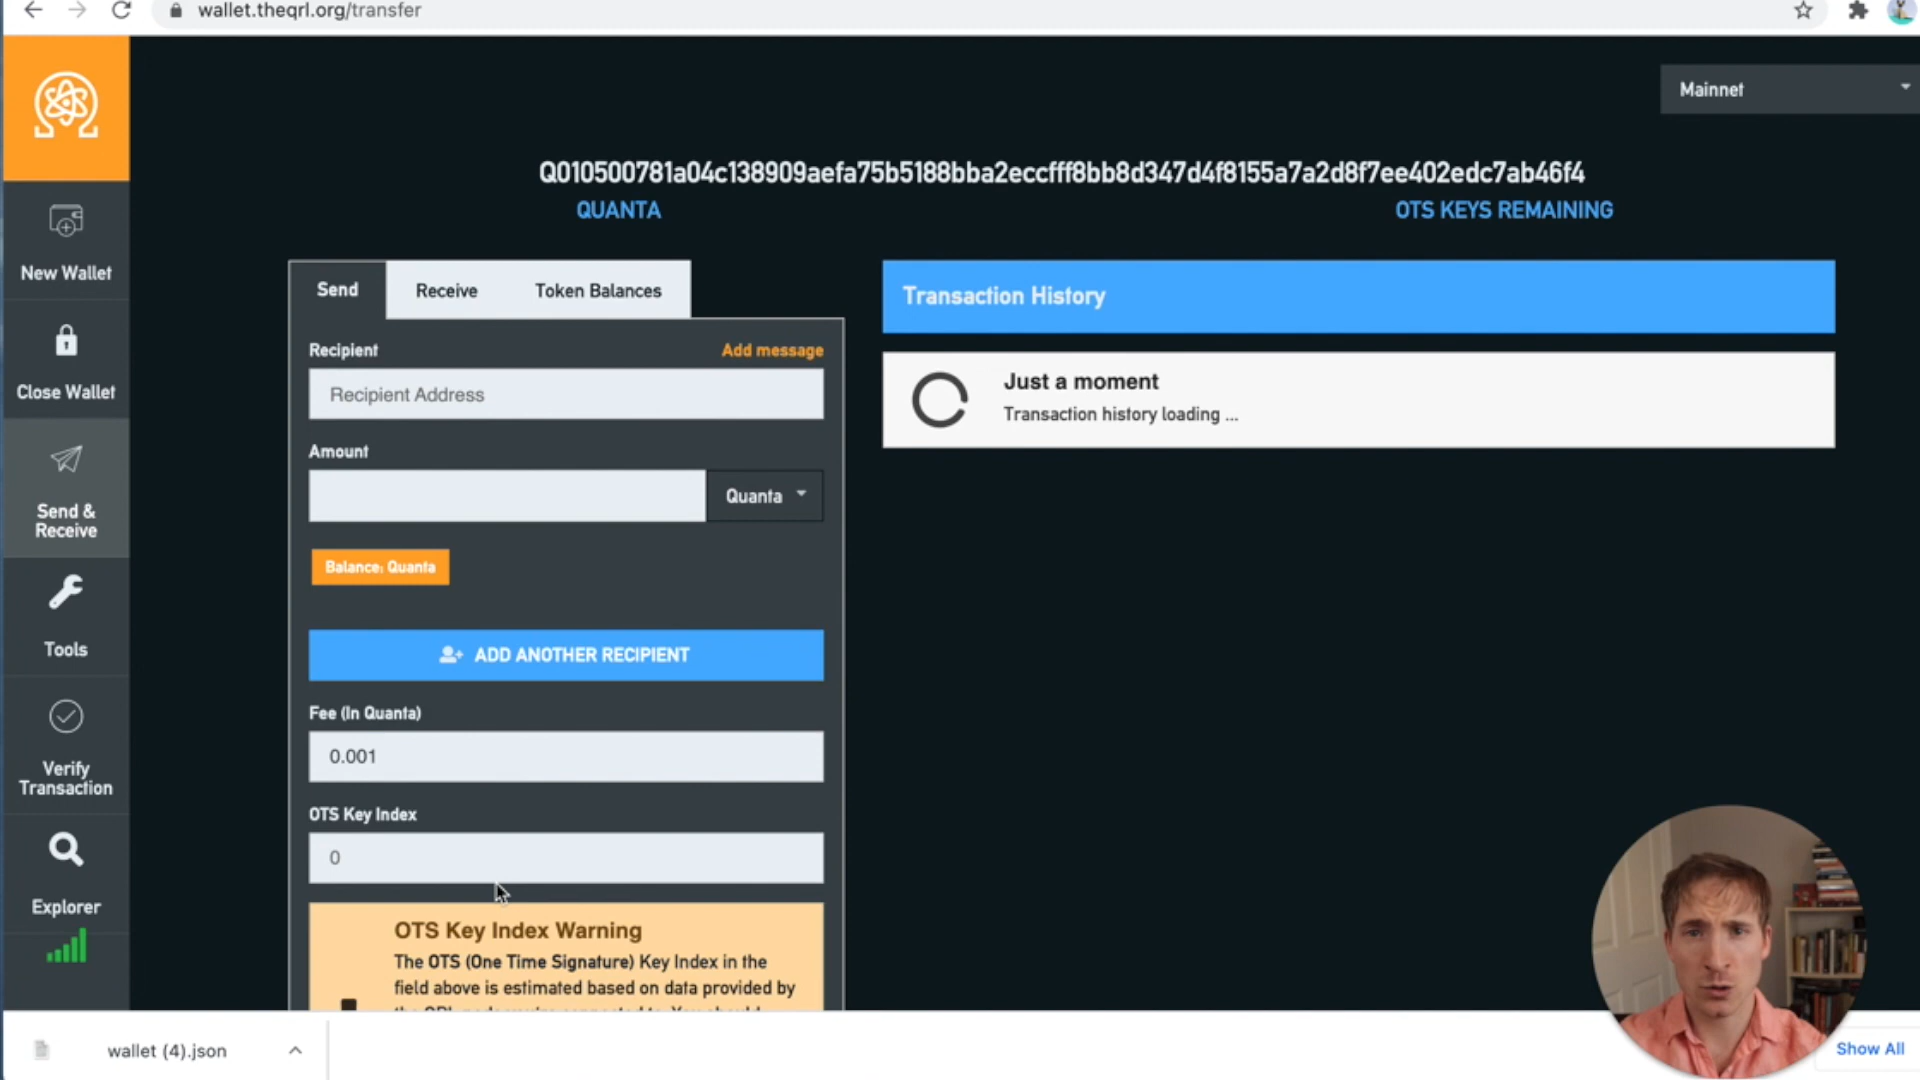 wallet.theqrl.org/transfer
Mainnet
Q010500781a04c138909aefa75b5188bba2eccfff8bb8d347d4f8155a7a2d8f7ee402edc7ab46f4
QUANTA
OTS KEYS REMAINING
New Wallet
Close Wallet
Send &
Receive
Tools
Verify
Transaction
Explorer
Send
Receive
Token Balances
Recipient
Add message
Recipient Address
Amount
Quanta
Balance: Quanta
ADD ANOTHER RECIPIENT
Fee (In Quanta)
0.001
OTS Key Index
0
OTS Key Index Warning
The OTS (One Time Signature) Key Index in the
field above is estimated based on data provided by
Transaction History
Just a moment
Transaction history loading ...
wallet (4).json
Show All